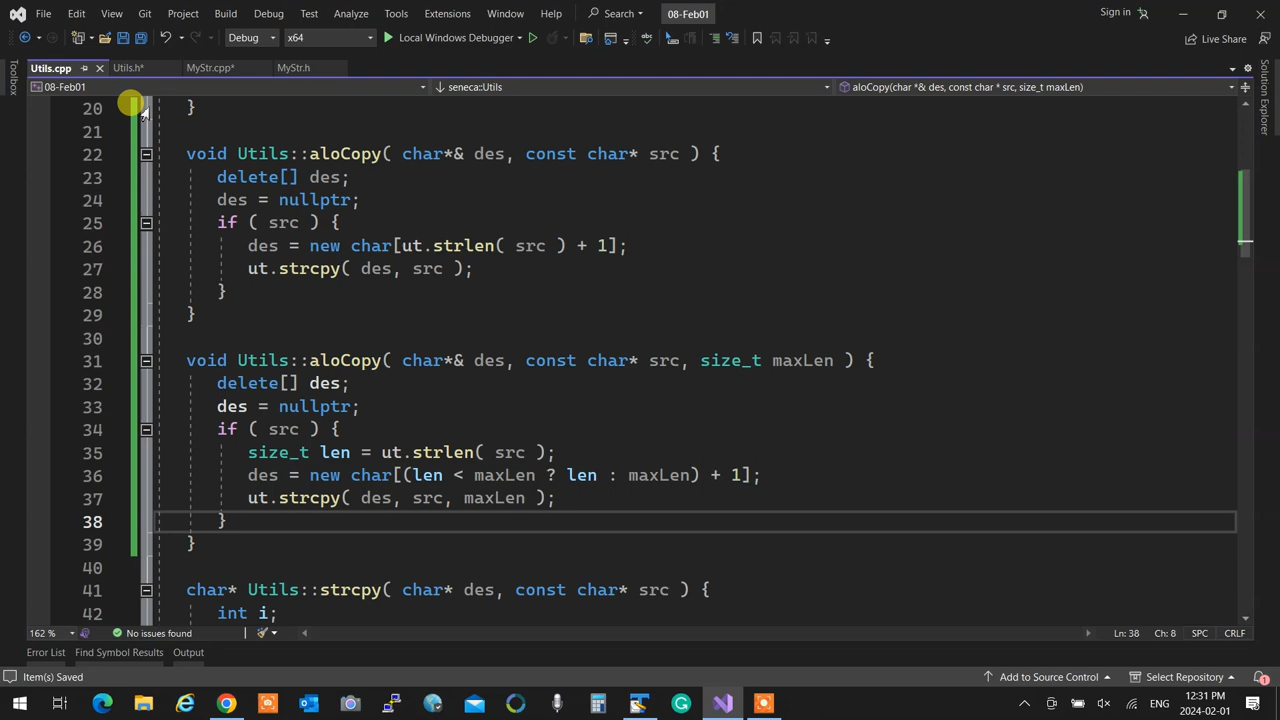 File Edit View Git Project Build Debug Test Analyze Tools Extensions Window Help Search 08-Feb01 Sign in
Debug x64 Local Windows Debugger Live Share
Utils.cpp Utils.h* MyStr.cpp* MyStr.h
08-Feb01 seneca::Utils aloCopy(char *& des, const char * src, size_t maxLen)
Toolbox
Solution Explorer
20 }
21
22 void Utils::aloCopy( char*& des, const char* src ) {
23 delete[] des;
24 des = nullptr;
25 if ( src ) {
26 des = new char[ut.strlen( src ) + 1];
27 ut.strcpy( des, src );
28 }
29 }
30
31 void Utils::aloCopy( char*& des, const char* src, size_t maxLen ) {
32 delete[] des;
33 des = nullptr;
34 if ( src ) {
35 size_t len = ut.strlen( src );
36 des = new char[(len < maxLen ? len : maxLen) + 1];
37 ut.strcpy( des, src, maxLen );
38 }
39 }
40
41 char* Utils::strcpy( char* des, const char* src ) {
42 int i;
162 % No issues found Ln: 38 Ch: 8 SPC CRLF
Error List Find Symbol Results Output
Item(s) Saved Add to Source Control Select Repository 1
ENG 12:31 PM
2024-02-01